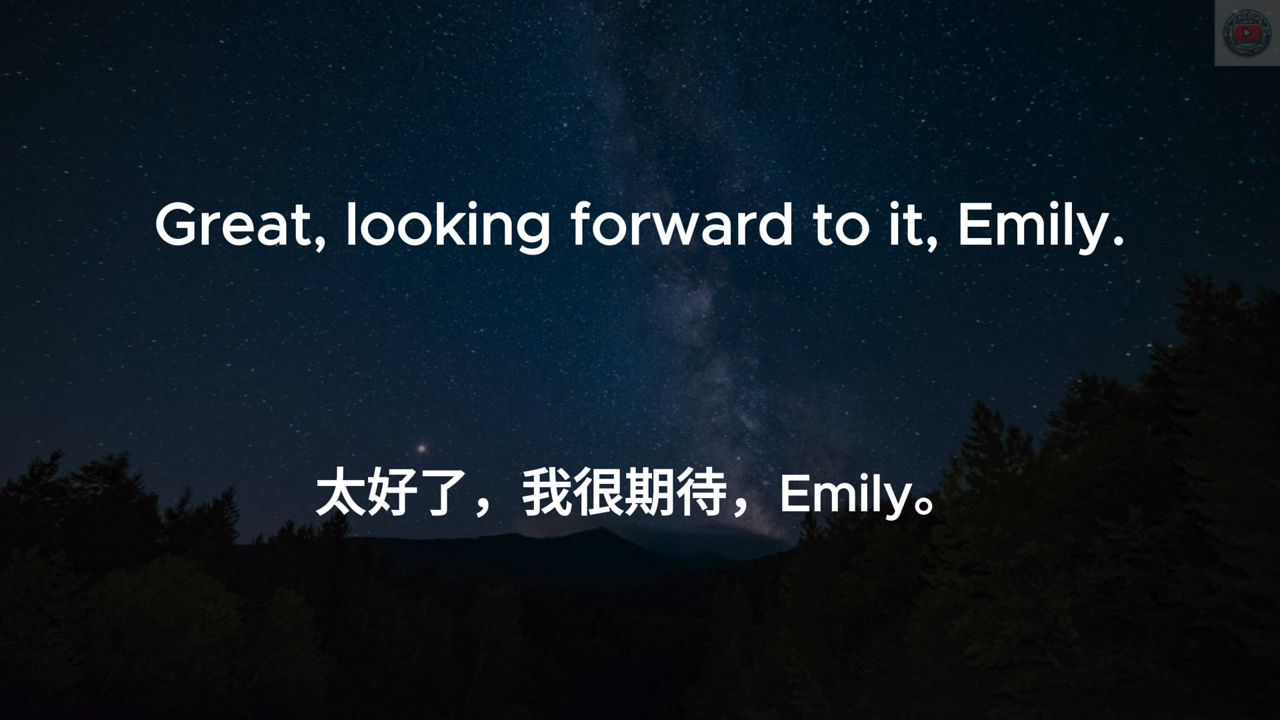 Great, looking forward to it, Emily.
太好了，我很期待，Emily。